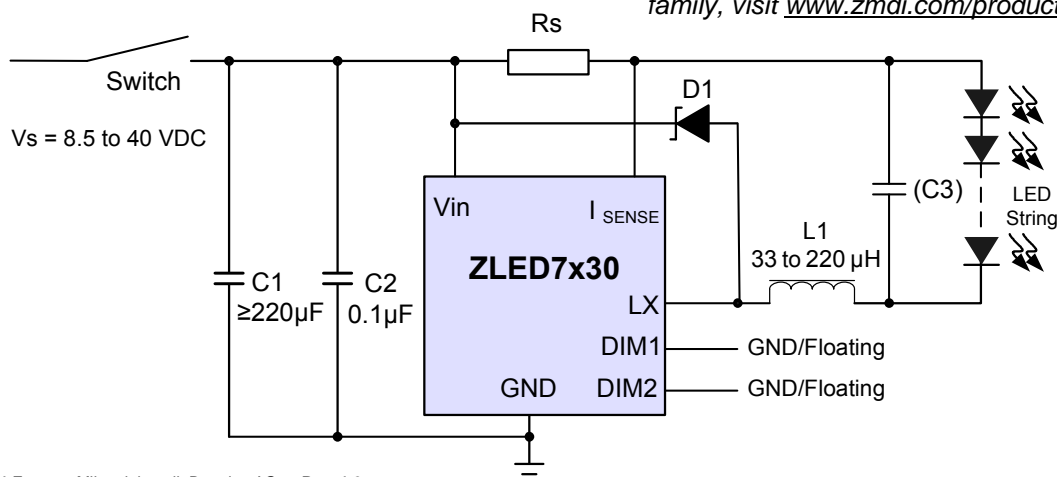 family, visit www.zmdi.com/product
Rs
Switch
D1
Vs = 8.5 to 40 VDC
Vin
I SENSE
(C3)
LED
String
L1
33 to 220 µH
ZLED7x30
C1
≥220µF
C2
0.1µF
LX
DIM1
GND/Floating
GND
DIM2
GND/Floating